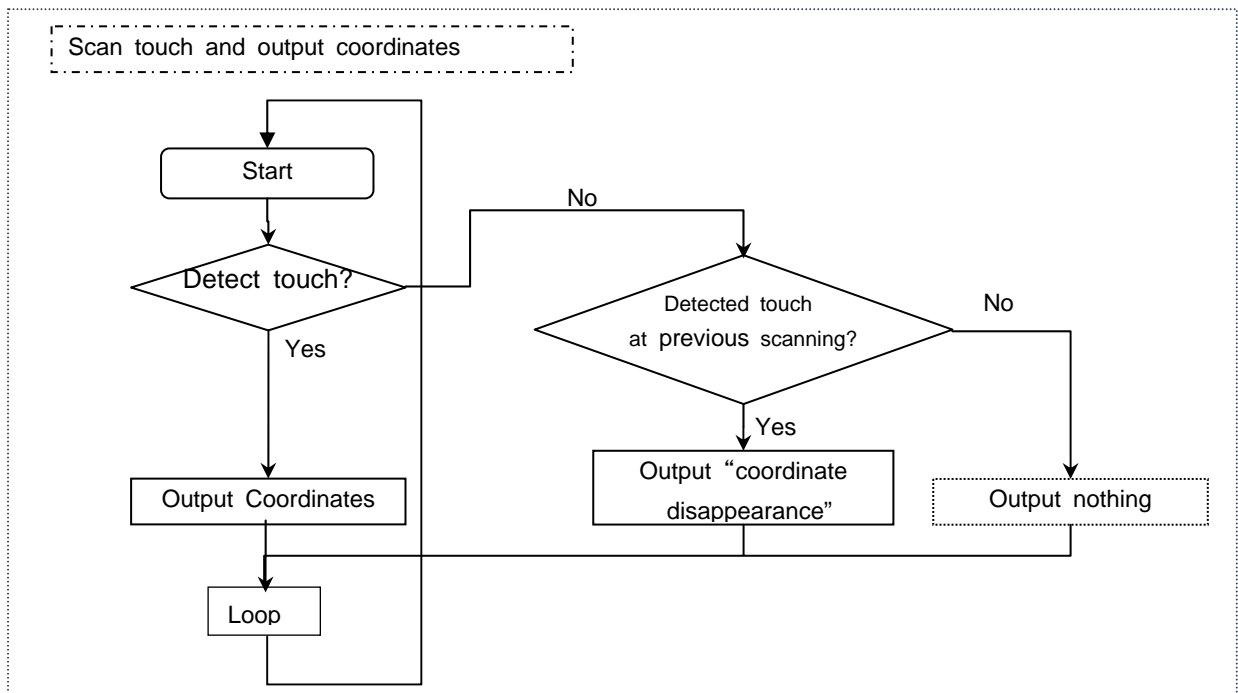 Scan touch and output coordinates
Start
No
Detect touch?
Detected touch
at previous scanning?
No
Yes
Yes
Output “coordinate
disappearance”
Output Coordinates
Output nothing
Loop